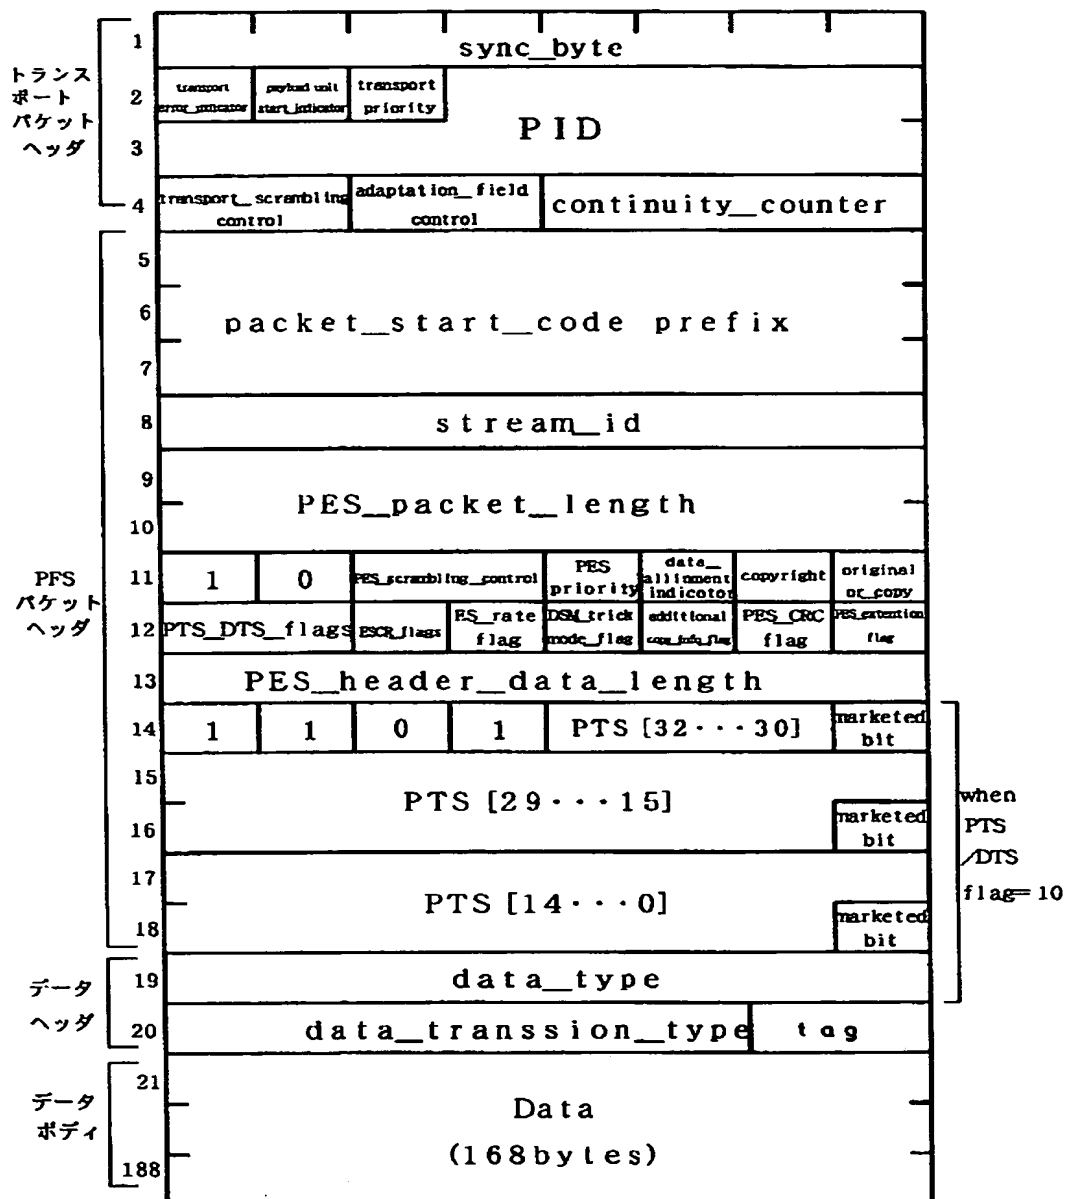 トランス
ポート
パケット
ヘッダ
1
sync_byte
2
transport
error_indicator
payload unit
start_indicator
transport
priority
PID
3
4
transport_scrambling
control
adaptation_field
control
continuity_counter
PFS
パケット
ヘッダ
5
6
packet_start_code prefix
7
8
stream_id
9
PES_packet_length
10
11
1
0
PES_scrambling_control
PES
priority
data_
allinment
indicator
copyright
original
or_copy
12
PTS_DTS_flags
ESCR_flags
ES_rate
flag
DSM_trick
mode_flag
additional
copy_info_flag
PES_CRC
flag
PES_extention
flag
13
PES_header_data_length
14
1
1
0
1
PTS [32・・・30]
marketed
bit
15
PTS [29・・・15]
16
marketed
bit
17
PTS [14・・・0]
18
marketed
bit
when
PTS
/DTS
flag=10
データ
ヘッダ
19
data_type
20
data_transsion_type
tag
データ
ボディ
21
Data
(168bytes)
188